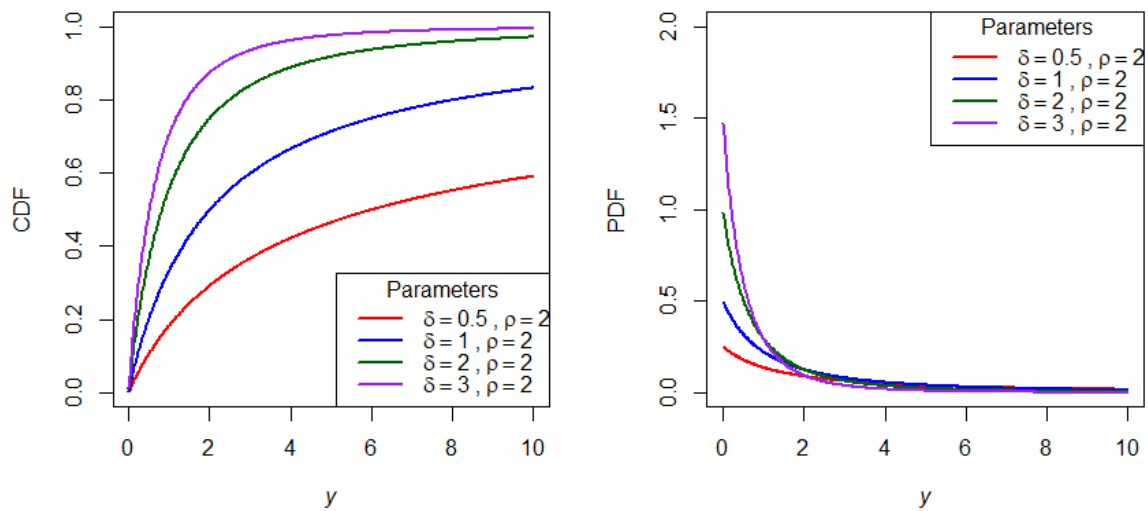 CDF
1.0
0.8
0.6
0.4
0.2
0.0
Parameters
δ = 0.5 , ρ = 2
δ = 1 , ρ = 2
δ = 2 , ρ = 2
δ = 3 , ρ = 2
0 2 4 6 8 10
y
PDF
2.0
1.5
1.0
0.5
0.0
Parameters
δ = 0.5 , ρ = 2
δ = 1 , ρ = 2
δ = 2 , ρ = 2
δ = 3 , ρ = 2
0 2 4 6 8 10
y